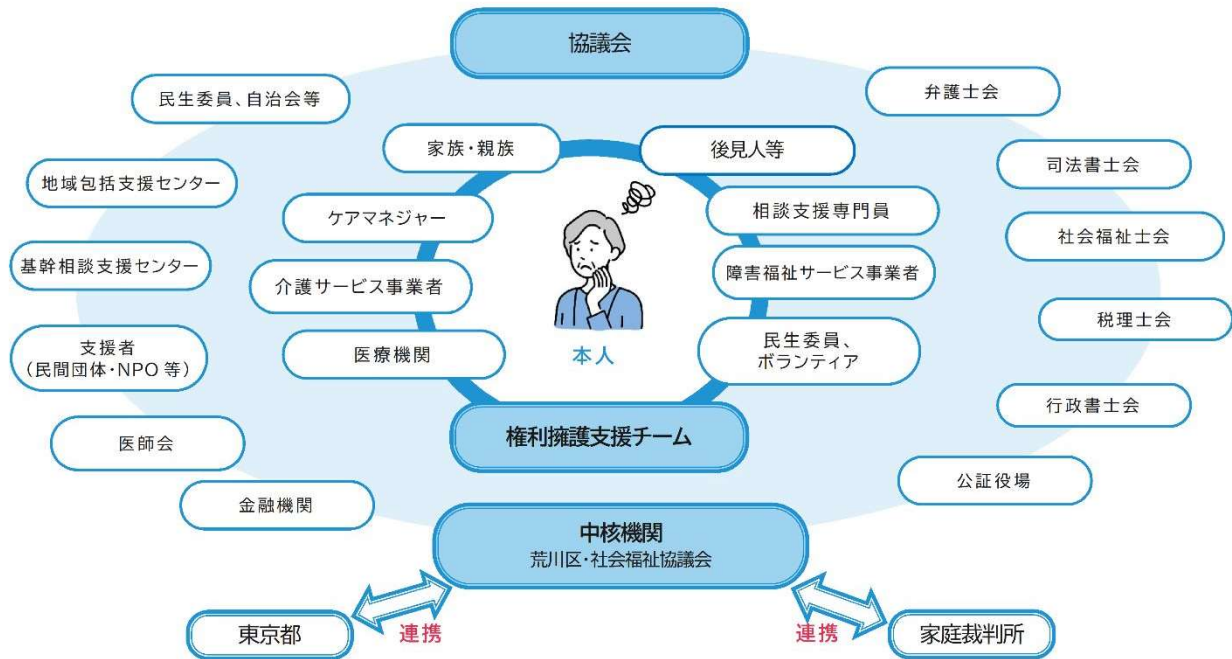 協議会
民生委員、自治会等
弁護士会
家族・親族
後見人等
地域包括支援センター
司法書士会
ケアマネジャー
相談支援専門員
社会福祉士会
基幹相談支援センター
介護サービス事業者
障害福祉サービス事業者
税理士会
支援者
(民間団体・NPO 等)
医療機関
本人
民生委員、
ボランティア
行政書士会
医師会
権利擁護支援チーム
公証役場
金融機関
中核機関
荒川区・社会福祉協議会
東京都
連携
連携
家庭裁判所